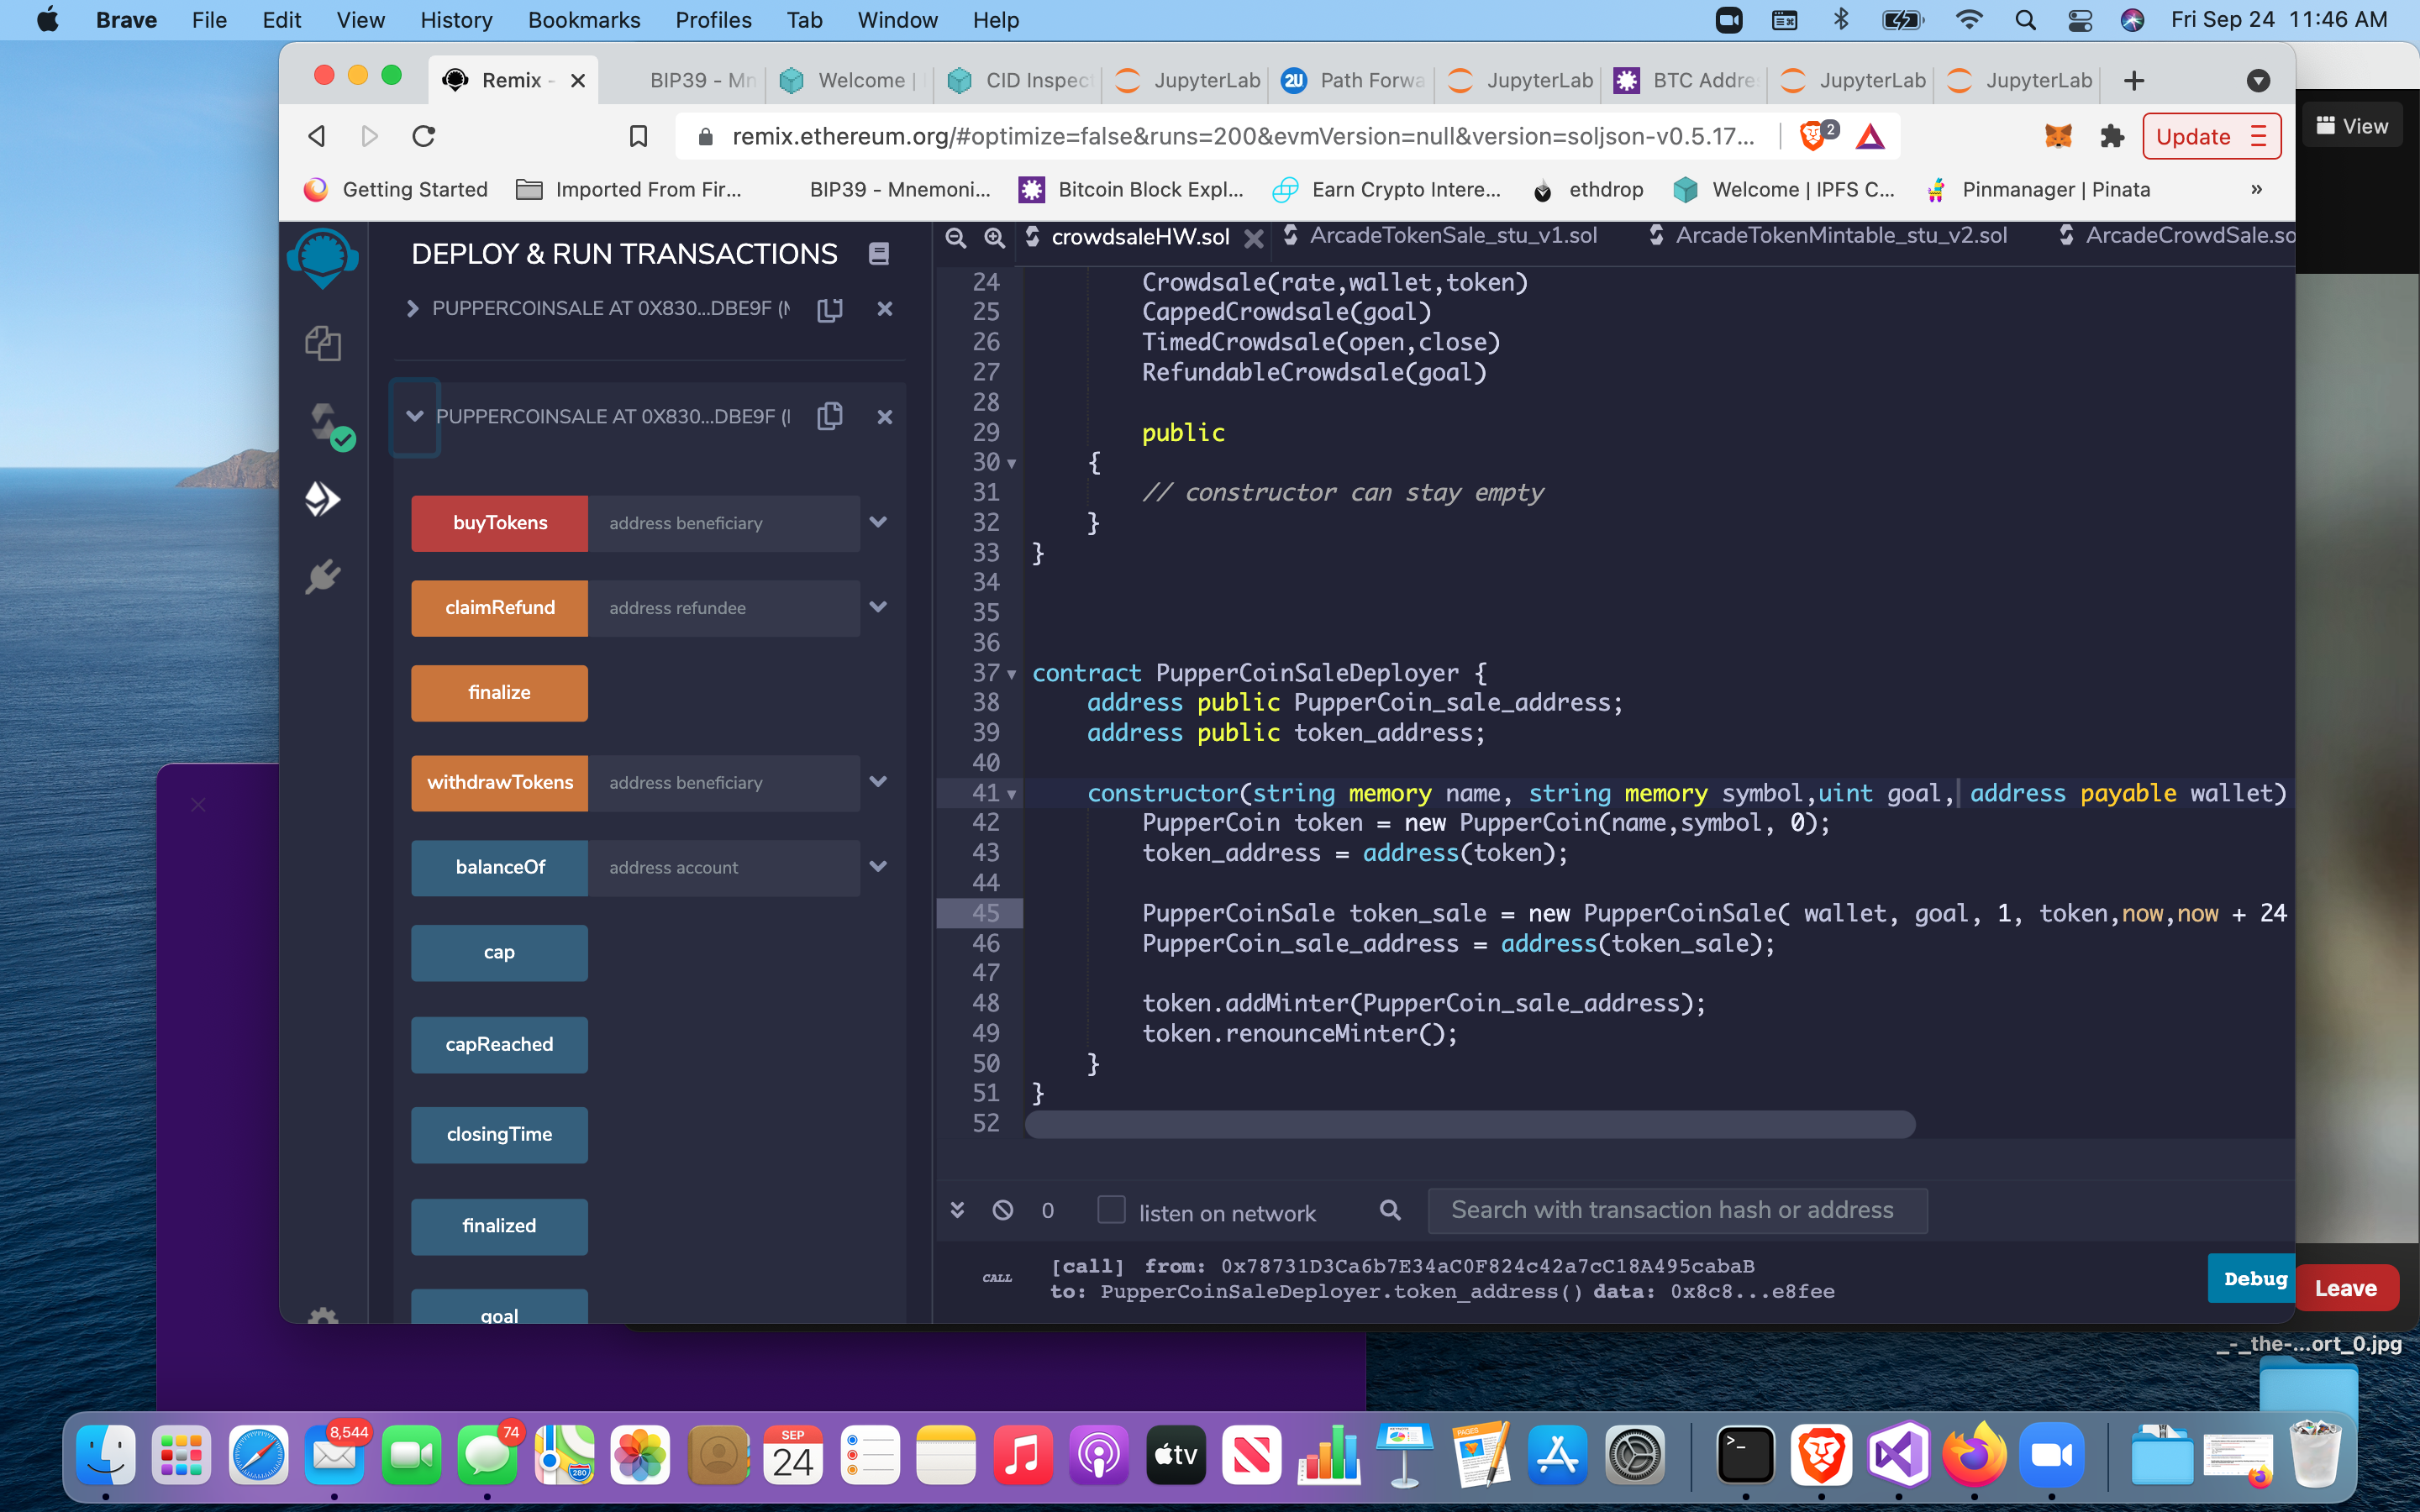 Brave File Edit View History Bookmarks Profiles Tab Window Help Fri Sep 24 11:46 AM
Remix - BIP39 - Mn Welcome | CID Inspect JupyterLab 2U Path Forwa JupyterLab BTC Addre JupyterLab JupyterLab
remix.ethereum.org/#optimize=false&runs=200&evmVersion=null&version=soljson-v0.5.17... 2 Update
View
Getting Started Imported From Fir... BIP39 - Mnemoni... Bitcoin Block Expl... Earn Crypto Intere... ethdrop Welcome | IPFS C... Pinmanager | Pinata »
DEPLOY & RUN TRANSACTIONS
PUPPERCOINSALE AT 0X830...DBE9F (
PUPPERCOINSALE AT 0X830...DBE9F (
buyTokens address beneficiary
claimRefund address refundee
finalize
withdrawTokens address beneficiary
balanceOf address account
cap
capReached
closingTime
finalized
goal
crowdsaleHW.sol ArcadeTokenSale_stu_v1.sol ArcadeTokenMintable_stu_v2.sol ArcadeCrowdSale.so
24 Crowdsale(rate,wallet,token)
25 CappedCrowdsale(goal)
26 TimedCrowdsale(open,close)
27 RefundableCrowdsale(goal)
28
29 public
30 {
31 // constructor can stay empty
32 }
33 }
34
35
36
37 contract PupperCoinSaleDeployer {
38 address public PupperCoin_sale_address;
39 address public token_address;
40
41 constructor(string memory name, string memory symbol,uint goal, address payable wallet)
42 PupperCoin token = new PupperCoin(name,symbol, 0);
43 token_address = address(token);
44
45 PupperCoinSale token_sale = new PupperCoinSale( wallet, goal, 1, token,now,now + 24
46 PupperCoin_sale_address = address(token_sale);
47
48 token.addMinter(PupperCoin_sale_address);
49 token.renounceMinter();
50 }
51 }
52
0 listen on network Search with transaction hash or address
CALL [call] from: 0x78731D3Ca6b7E34aC0F824c42a7cC18A495cabaB
to: PupperCoinSaleDeployer.token_address() data: 0x8c8...e8fee
Debug
Leave
_-_the-...ort_0.jpg
8,544 74 280 SEP 24 tv PAGES